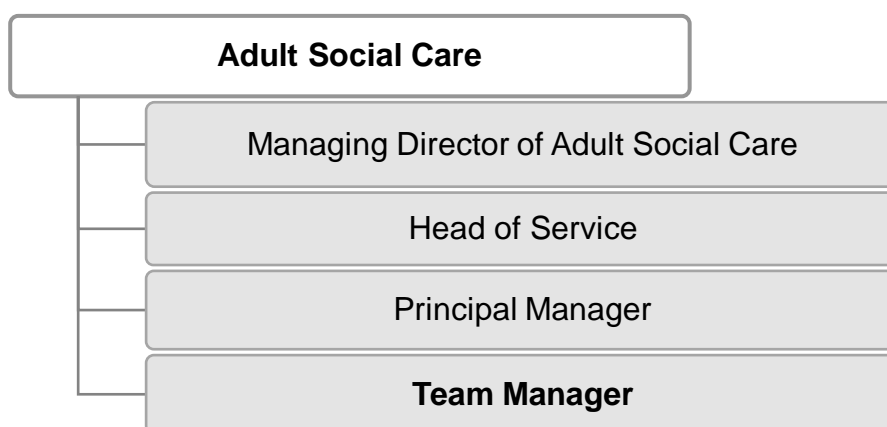 Adult Social Care
Managing Director of Adult Social Care
Head of Service
Principal Manager
Team Manager